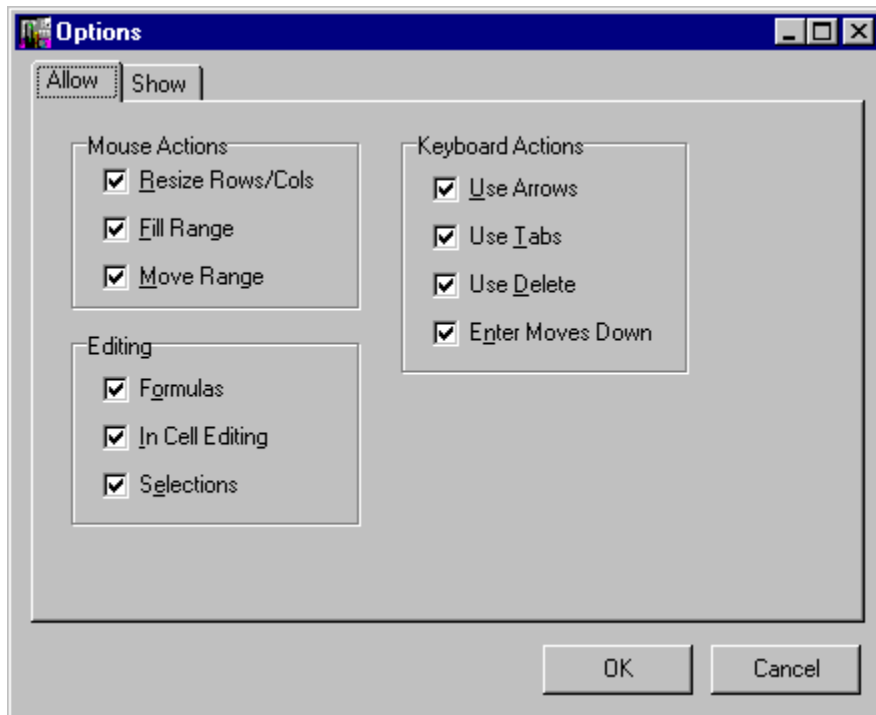 Options
Allow
Show
Mouse Actions
Resize Rows/Cols
Fill Range
Move Range
Editing
Formulas
In Cell Editing
Selections
Keyboard Actions
Use Arrows
Use Tabs
Use Delete
Enter Moves Down
OK
Cancel